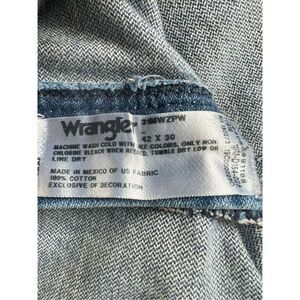 Wrangler
42 X 30
MACHINE WASH COLD WITH LIKE COLORS, ONLY NON-
CHLORINE BLEACH WHEN NEEDED, TUMBLE DRY LOW OR
LINE DRY
MADE IN MEXICO OF US FABRIC
100% COTTON
EXCLUSIVE OF DECORATION